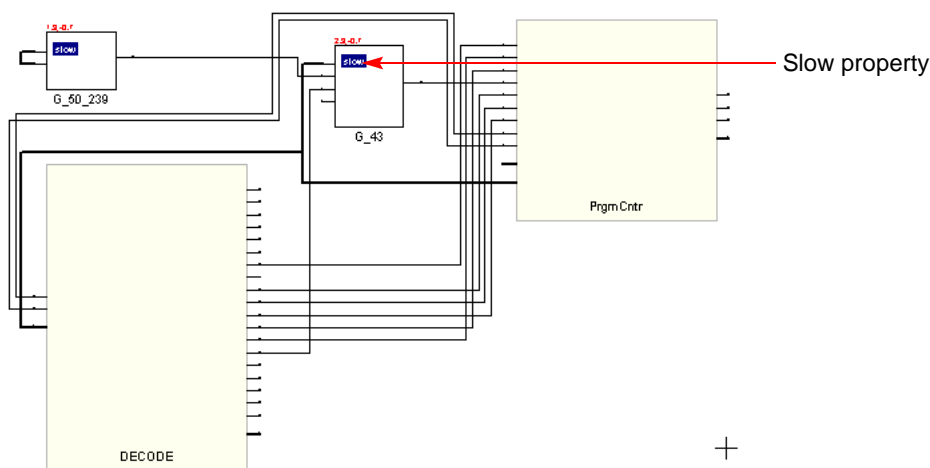 slow
G_50_239
slow
G_43
Slow property
PrgmCntr
DECODE